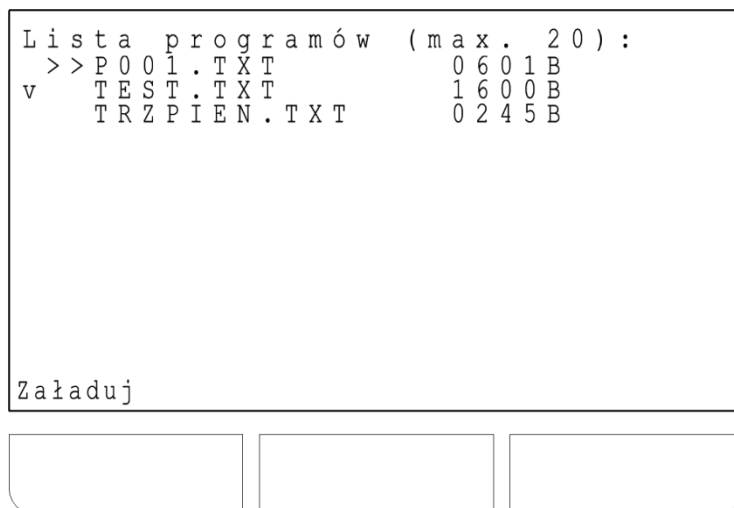 Lista programów (max. 20):
>>P001.TXT 0601B
v TEST.TXT 1600B
TRZPIEN.TXT 0245B
Załaduj